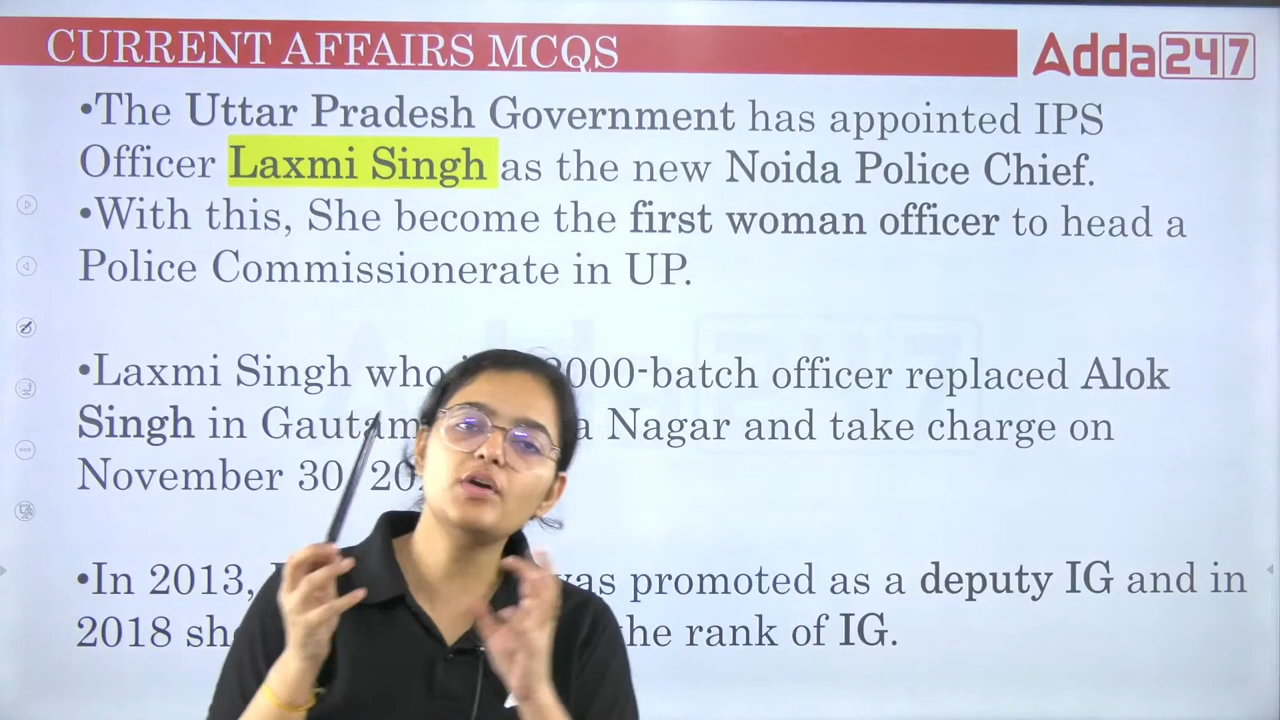 CURRENT AFFAIRS MCQS
Adda247
•The Uttar Pradesh Government has appointed IPS
Officer Laxmi Singh as the new Noida Police Chief.
•With this, She become the first woman officer to head a
Police Commissionerate in UP.
•Laxmi Singh who 000-batch officer replaced Alok
Singh in Gautam a Nagar and take charge on
November 30, 20
•In 2013, was promoted as a deputy IG and in
2018 she the rank of IG.